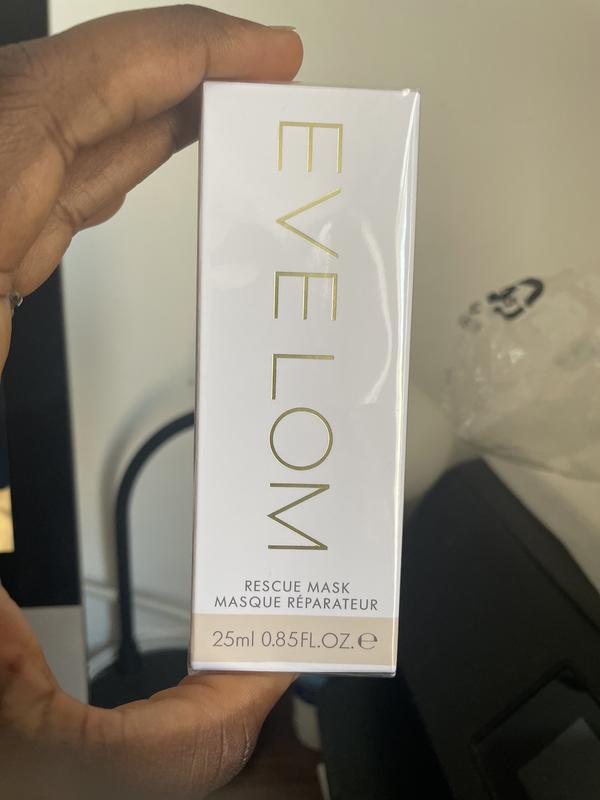 EVE LOM
RESCUE MASK
MASQUE RÉPARATEUR
25ml 0.85FL.OZ.℮